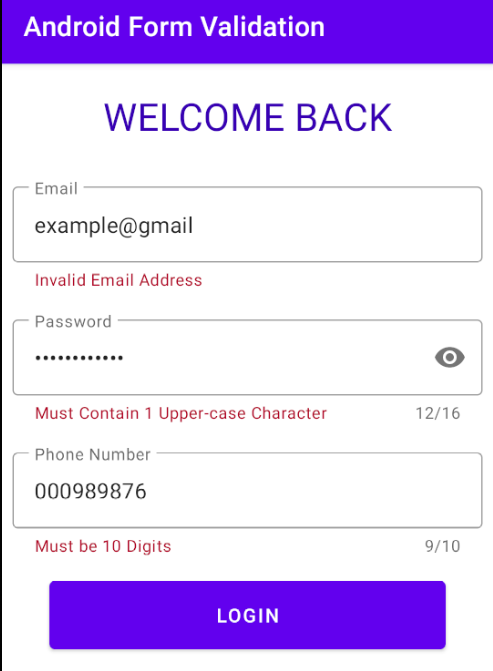 Android Form Validation
WELCOME BACK
Email
example@gmail
Invalid Email Address
Password
••••••••••••
Must Contain 1 Upper-case Character 12/16
Phone Number
000989876
Must be 10 Digits 9/10
LOGIN